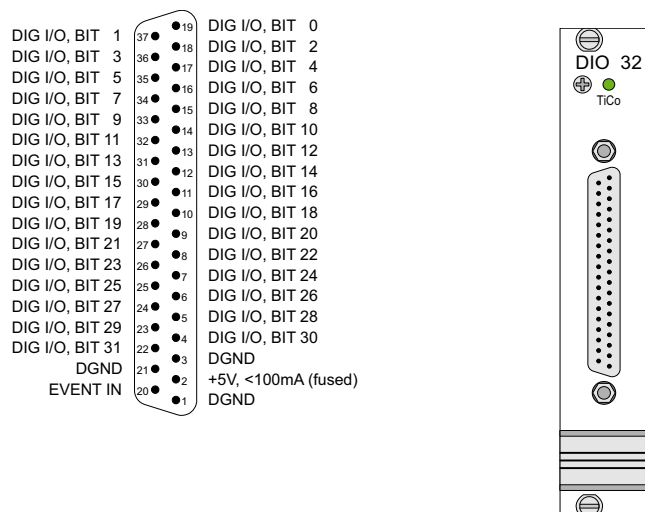 19 DIG I/O, BIT 0
DIG I/O, BIT 1 37
18 DIG I/O, BIT 2
DIG I/O, BIT 3 36
17 DIG I/O, BIT 4
DIG I/O, BIT 5 35
16 DIG I/O, BIT 6
DIG I/O, BIT 7 34
15 DIG I/O, BIT 8
DIG I/O, BIT 9 33
14 DIG I/O, BIT 10
DIG I/O, BIT 11 32
13 DIG I/O, BIT 12
DIG I/O, BIT 13 31
12 DIG I/O, BIT 14
DIG I/O, BIT 15 30
11 DIG I/O, BIT 16
DIG I/O, BIT 17 29
10 DIG I/O, BIT 18
DIG I/O, BIT 19 28
9 DIG I/O, BIT 20
DIG I/O, BIT 21 27
8 DIG I/O, BIT 22
DIG I/O, BIT 23 26
7 DIG I/O, BIT 24
DIG I/O, BIT 25 25
6 DIG I/O, BIT 26
DIG I/O, BIT 27 24
5 DIG I/O, BIT 28
DIG I/O, BIT 29 23
4 DIG I/O, BIT 30
DIG I/O, BIT 31 22
3 DGND
DGND 21
2 +5V, <100mA (fused)
EVENT IN 20
1 DGND
DIO 32
TiCo